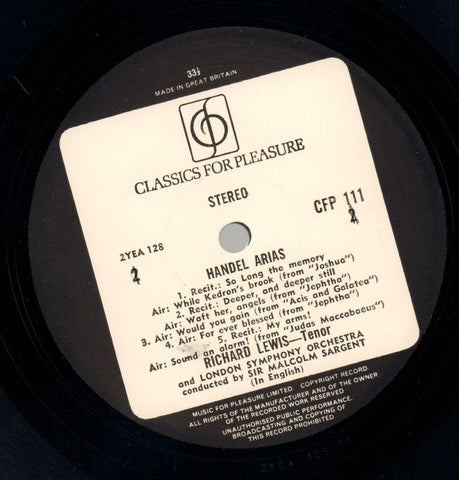 33⅓
MADE IN GREAT BRITAIN
CLASSICS FOR PLEASURE
STEREO
2YEA 128
2
CFP 111
2
HANDEL ARIAS
1. Recit.: So Long the memory
Air: While Kedron's brook (from "Joshua")
2. Recit.: Deeper, and deeper still
Air: Waft her, angels (from "Jephtha")
3. Air: Would you gain (from "Acis and Galatea")
4. Air: For ever blessed (from "Jephtha")
5. Recit.: My arms!
Air: Sound an alarm! (from "Judas Maccabaeus")
RICHARD LEWIS—Tenor
and LONDON SYMPHONY ORCHESTRA
conducted by SIR MALCOLM SARGENT
(In English)
MUSIC FOR PLEASURE LIMITED COPYRIGHT RECORD
ALL RIGHTS OF THE MANUFACTURER AND OF THE OWNER
OF THE RECORDED WORK RESERVED
UNAUTHORISED PUBLIC PERFORMANCE,
BROADCASTING AND COPYING OF
THIS RECORD PROHIBITED